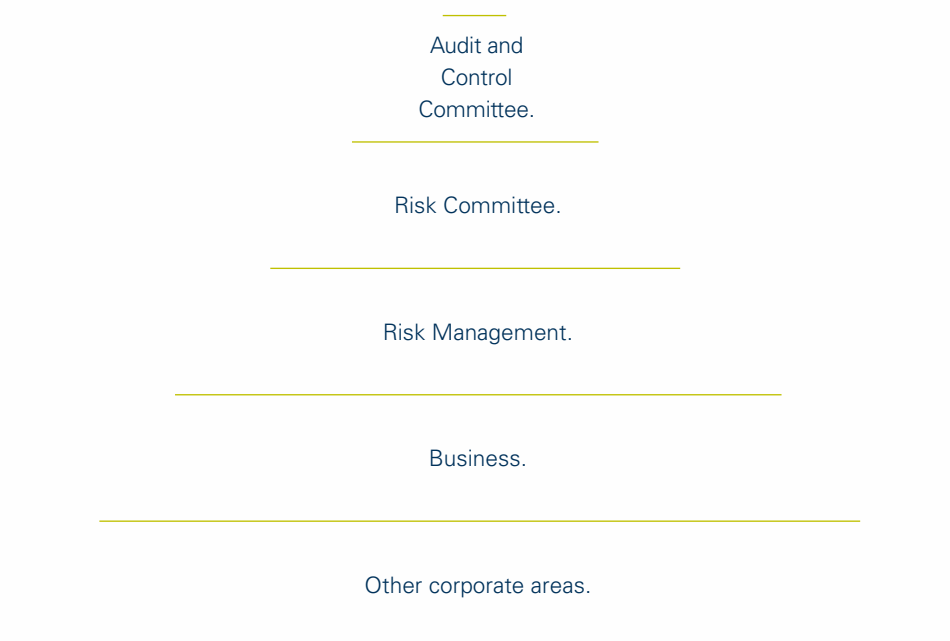 Audit and
Control
Committee.
Risk Committee.
Risk Management.
Business.
Other corporate areas.